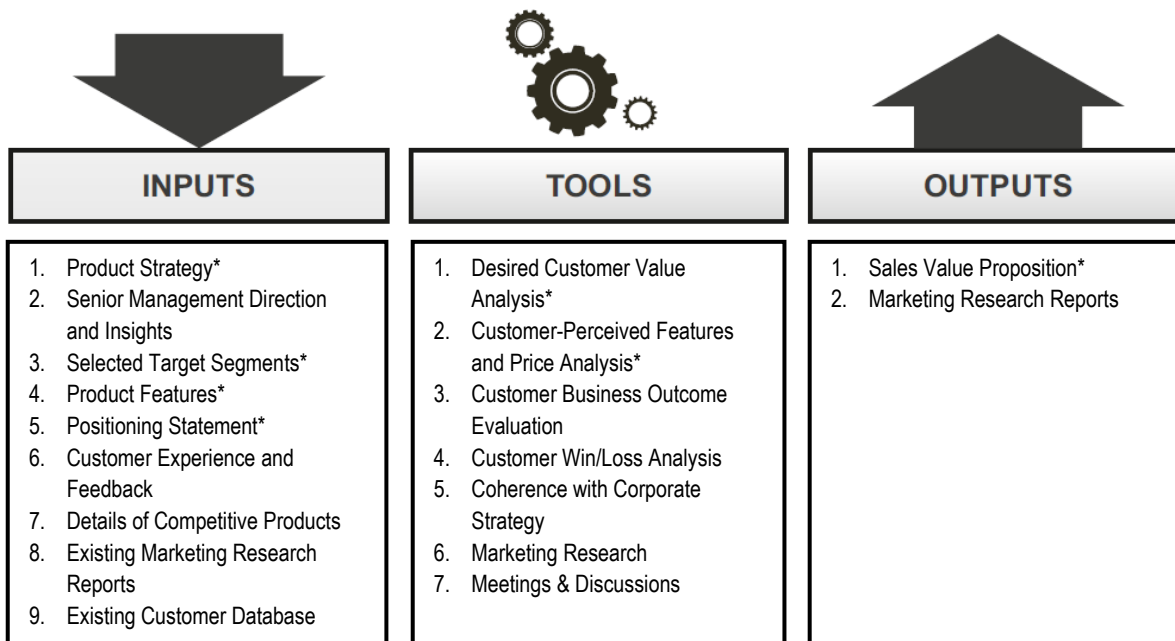 INPUTS
1. Product Strategy*
2. Senior Management Direction
and Insights
3. Selected Target Segments*
4. Product Features*
5. Positioning Statement*
6. Customer Experience and
Feedback
7. Details of Competitive Products
8. Existing Marketing Research
Reports
9. Existing Customer Database
TOOLS
1. Desired Customer Value
Analysis*
2. Customer-Perceived Features
and Price Analysis*
3. Customer Business Outcome
Evaluation
4. Customer Win/Loss Analysis
5. Coherence with Corporate
Strategy
6. Marketing Research
7. Meetings & Discussions
OUTPUTS
1. Sales Value Proposition*
2. Marketing Research Reports